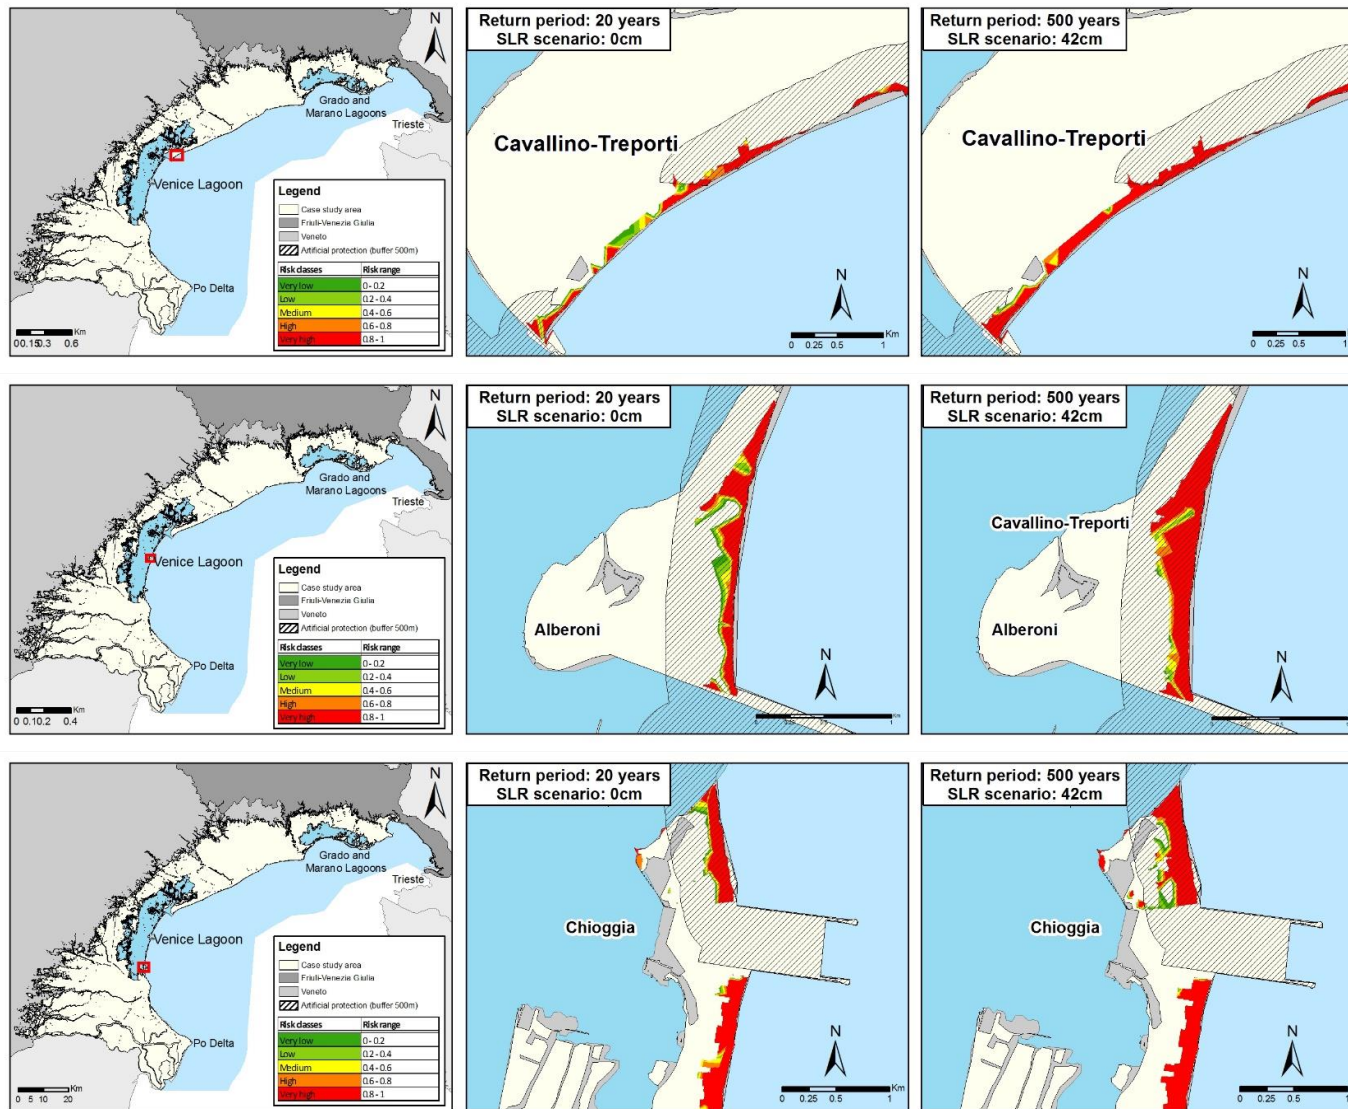 N
Grado and
Marano Lagoons
Trieste
Venice Lagoon
Po Delta
Legend
Case study area
Friuli-Venezia Giulia
Veneto
Artificial protection (buffer 500m)
Risk classes Risk range
Very low 0 - 0.2
Low 0.2 - 0.4
Medium 0.4 - 0.6
High 0.6 - 0.8
Very high 0.8 - 1
Km
00.150.3 0.6
Return period: 20 years
SLR scenario: 0cm
Cavallino-Treporti
N
Km
0 0.25 0.5 1
Return period: 500 years
SLR scenario: 42cm
Cavallino-Treporti
N
0 0.25 0.5 1
N
Grado and
Marano Lagoons
Trieste
Venice Lagoon
Po Delta
Legend
Case study area
Friuli-Venezia Giulia
Veneto
Artificial protection (buffer 500m)
Risk classes Risk range
Very low 0 - 0.2
Low 0.2 - 0.4
Medium 0.4 - 0.6
High 0.6 - 0.8
Very high 0.8 - 1
Km
0 0.10.2 0.4
Return period: 20 years
SLR scenario: 0cm
Alberoni
N
Km
Return period: 500 years
SLR scenario: 42cm
Cavallino-Treporti
Alberoni
N
N
Grado and
Marano Lagoons
Trieste
Venice Lagoon
Po Delta
Legend
Case study area
Friuli-Venezia Giulia
Veneto
Artificial protection (buffer 500m)
Risk classes Risk range
Very low 0 - 0.2
Low 0.2 - 0.4
Medium 0.4 - 0.6
High 0.6 - 0.8
Very high 0.8 - 1
Km
0 5 10 20
Return period: 20 years
SLR scenario: 0cm
Chioggia
N
Km
0 0.25 0.5 1
Return period: 500 years
SLR scenario: 42cm
Chioggia
N
0 0.25 0.5 1